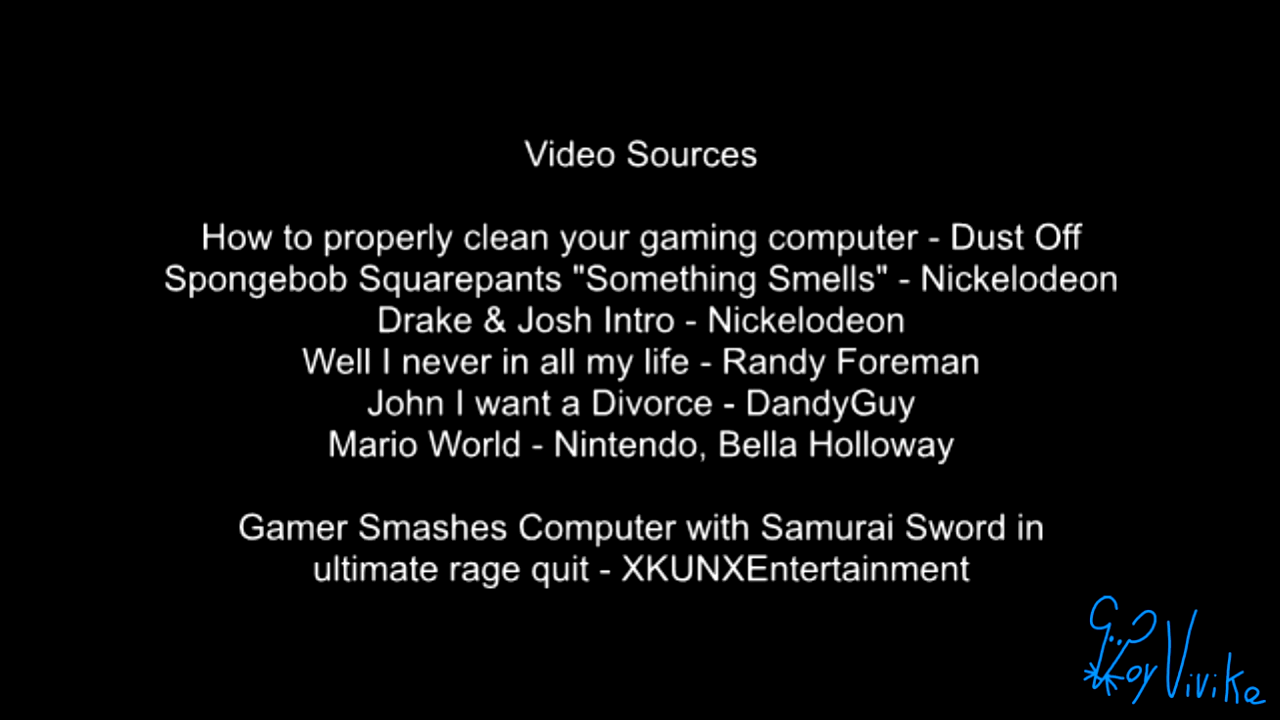 Video Sources
How to properly clean your gaming computer - Dust Off
Spongebob Squarepants "Something Smells" - Nickelodeon
Drake & Josh Intro - Nickelodeon
Well I never in all my life - Randy Foreman
John I want a Divorce - DandyGuy
Mario World - Nintendo, Bella Holloway
Gamer Smashes Computer with Samurai Sword in
ultimate rage quit - XKUNXEntertainment